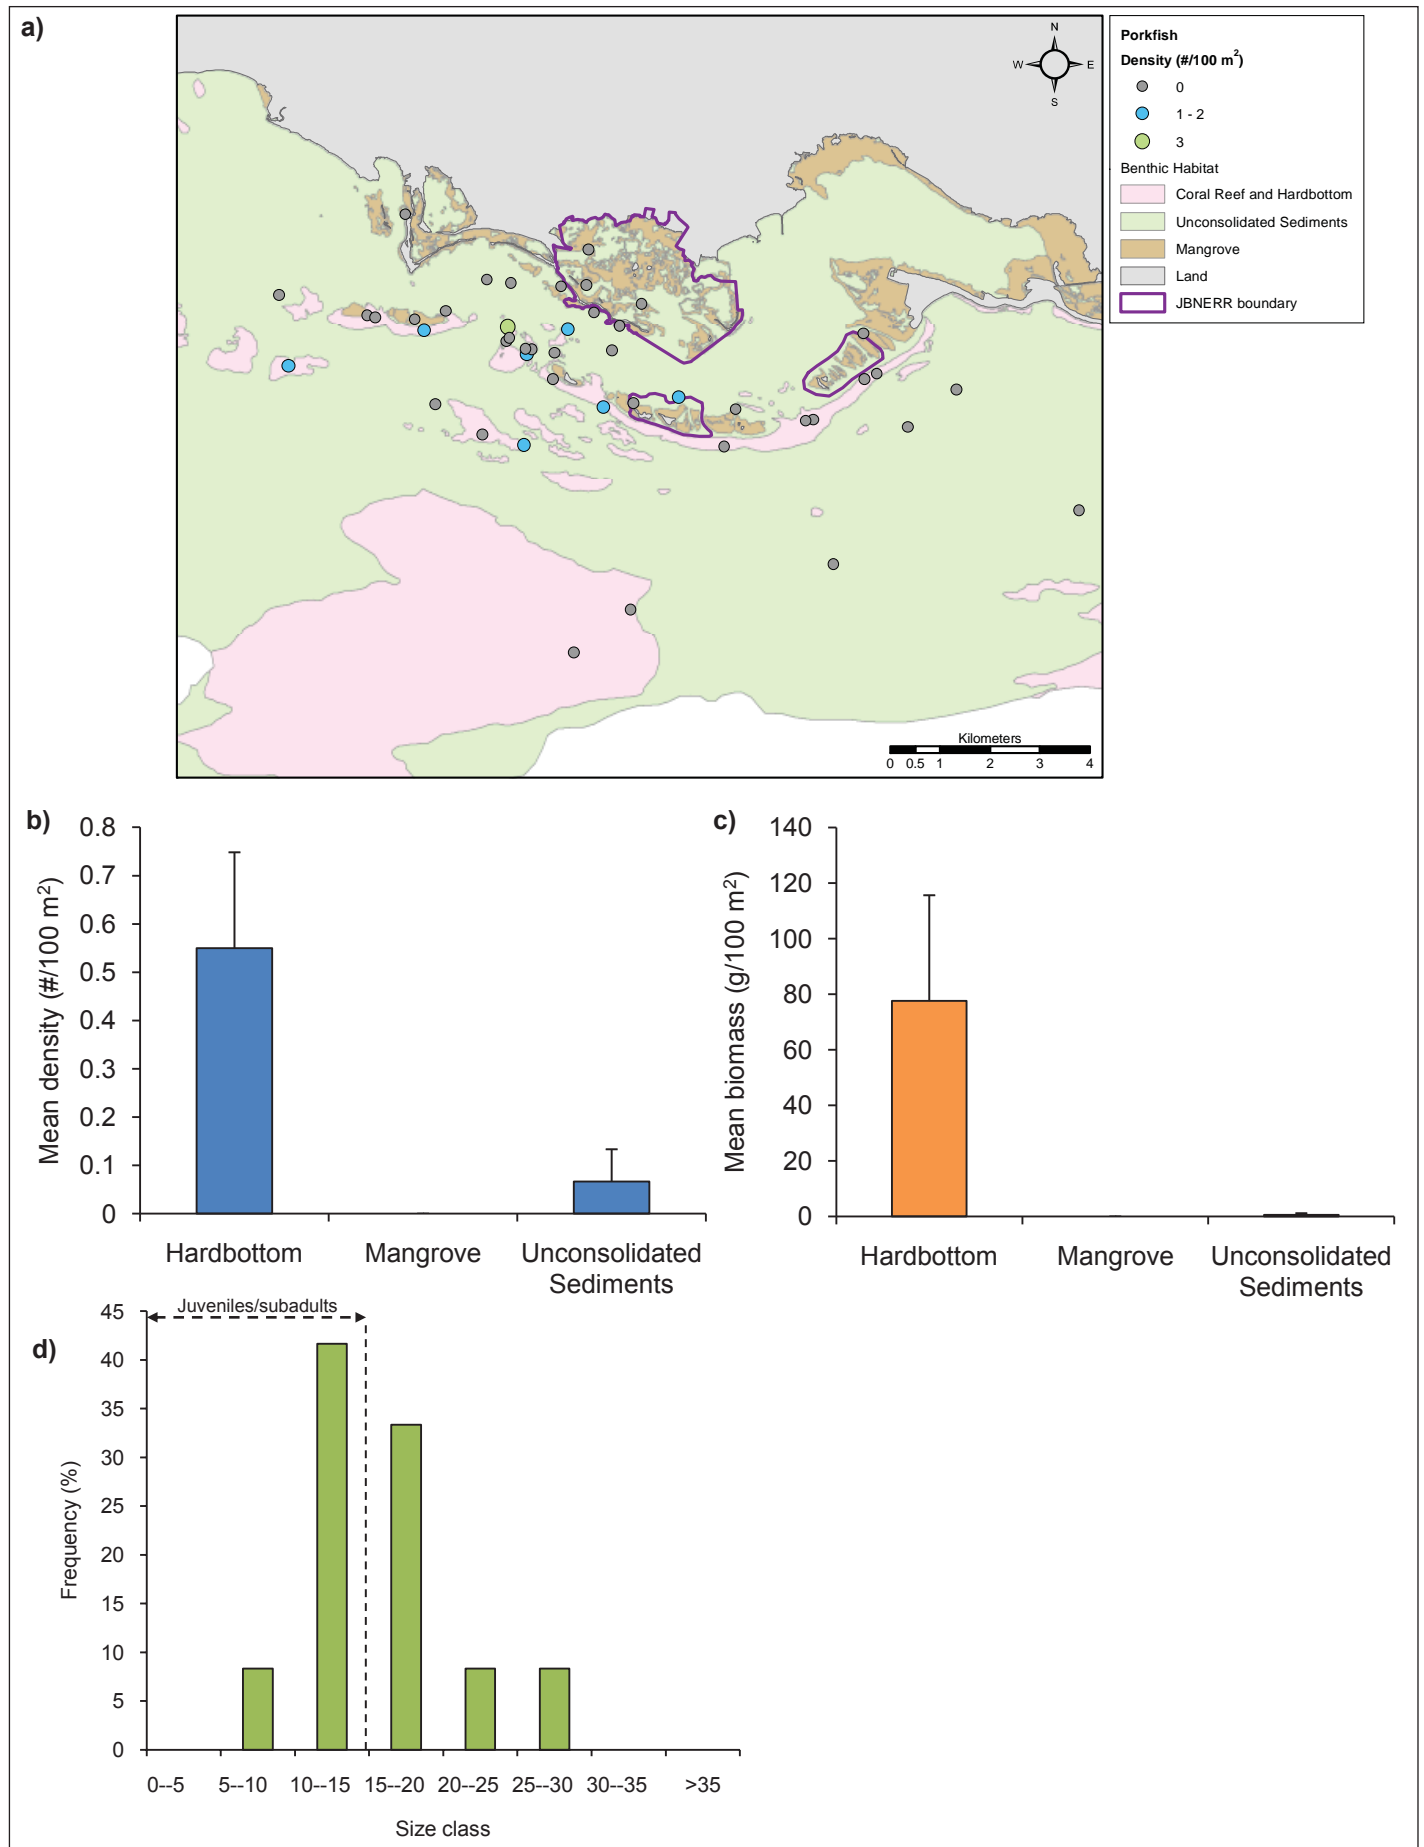 a)
N
W E
S
Porkfish
Density (#/100 m²)
0
1 - 2
3
Benthic Habitat
Coral Reef and Hardbottom
Unconsolidated Sediments
Mangrove
Land
JBNERR boundary
Kilometers
0 0.5 1 2 3 4
b)
Mean density (#/100 m²)
0.8
0.7
0.6
0.5
0.4
0.3
0.2
0.1
0
Hardbottom Mangrove Unconsolidated
Sediments
c)
Mean biomass (g/100 m²)
140
120
100
80
60
40
20
0
Hardbottom Mangrove Unconsolidated
Sediments
d)
Juveniles/subadults
Frequency (%)
45
40
35
30
25
20
15
10
5
0
0--5 5--10 10--15 15--20 20--25 25--30 30--35 >35
Size class